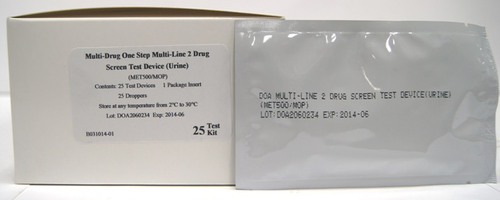 Multi-Drug One Step Multi-Line 2 Drug
Screen Test Device (Urine)
(MET500/MOP)
Contents: 25 Test Devices 1 Package Insert
25 Droppers
Store at any temperature from 2°C to 30°C
Lot: DOA2060234 Exp: 2014-06
B031014-01
25 Test Kit
DOA MULTI-LINE 2 DRUG SCREEN TEST DEVICE(URINE)
(MET500/MOP)
LOT:DOA2060234 EXP:2014-06